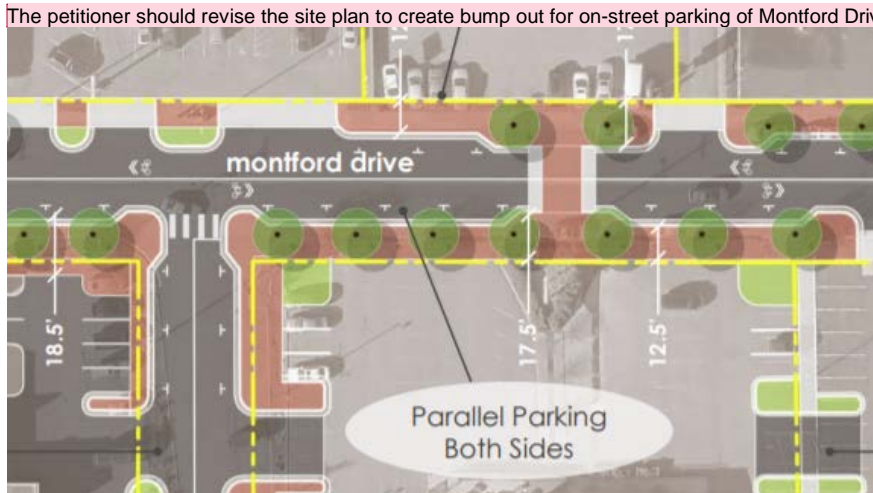 The petitioner should revise the site plan to create bump out for on-street parking of Montford
montford drive
18.5'
17.5'
12.5'
Parallel Parking
Both Sides